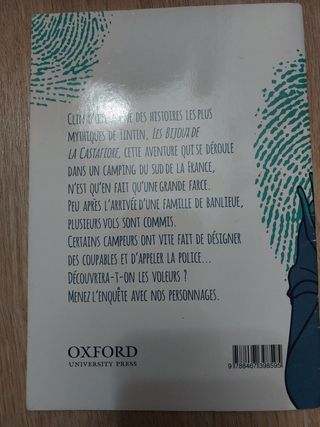 CLIN D'ŒIL À UNE DES HISTOIRES LES PLUS
MYTHIQUES DE TINTIN, LES BIJOUX DE
LA CASTAFIORE, CETTE AVENTURE QUI SE DÉROULE
DANS UN CAMPING DU SUD DE LA FRANCE,
N'EST QU'EN FAIT QU'UNE GRANDE FARCE.
PEU APRÈS L'ARRIVÉE D'UNE FAMILLE DE BANLIEUE,
PLUSIEURS VOLS SONT COMMIS.
CERTAINS CAMPEURS ONT VITE FAIT DE DÉSIGNER
DES COUPABLES ET D'APPELER LA POLICE...
DÉCOUVRIRA-T-ON LES VOLEURS ?
MENEZ L'ENQUÊTE AVEC NOS PERSONNAGES.
OXFORD
UNIVERSITY PRESS
9788467398595